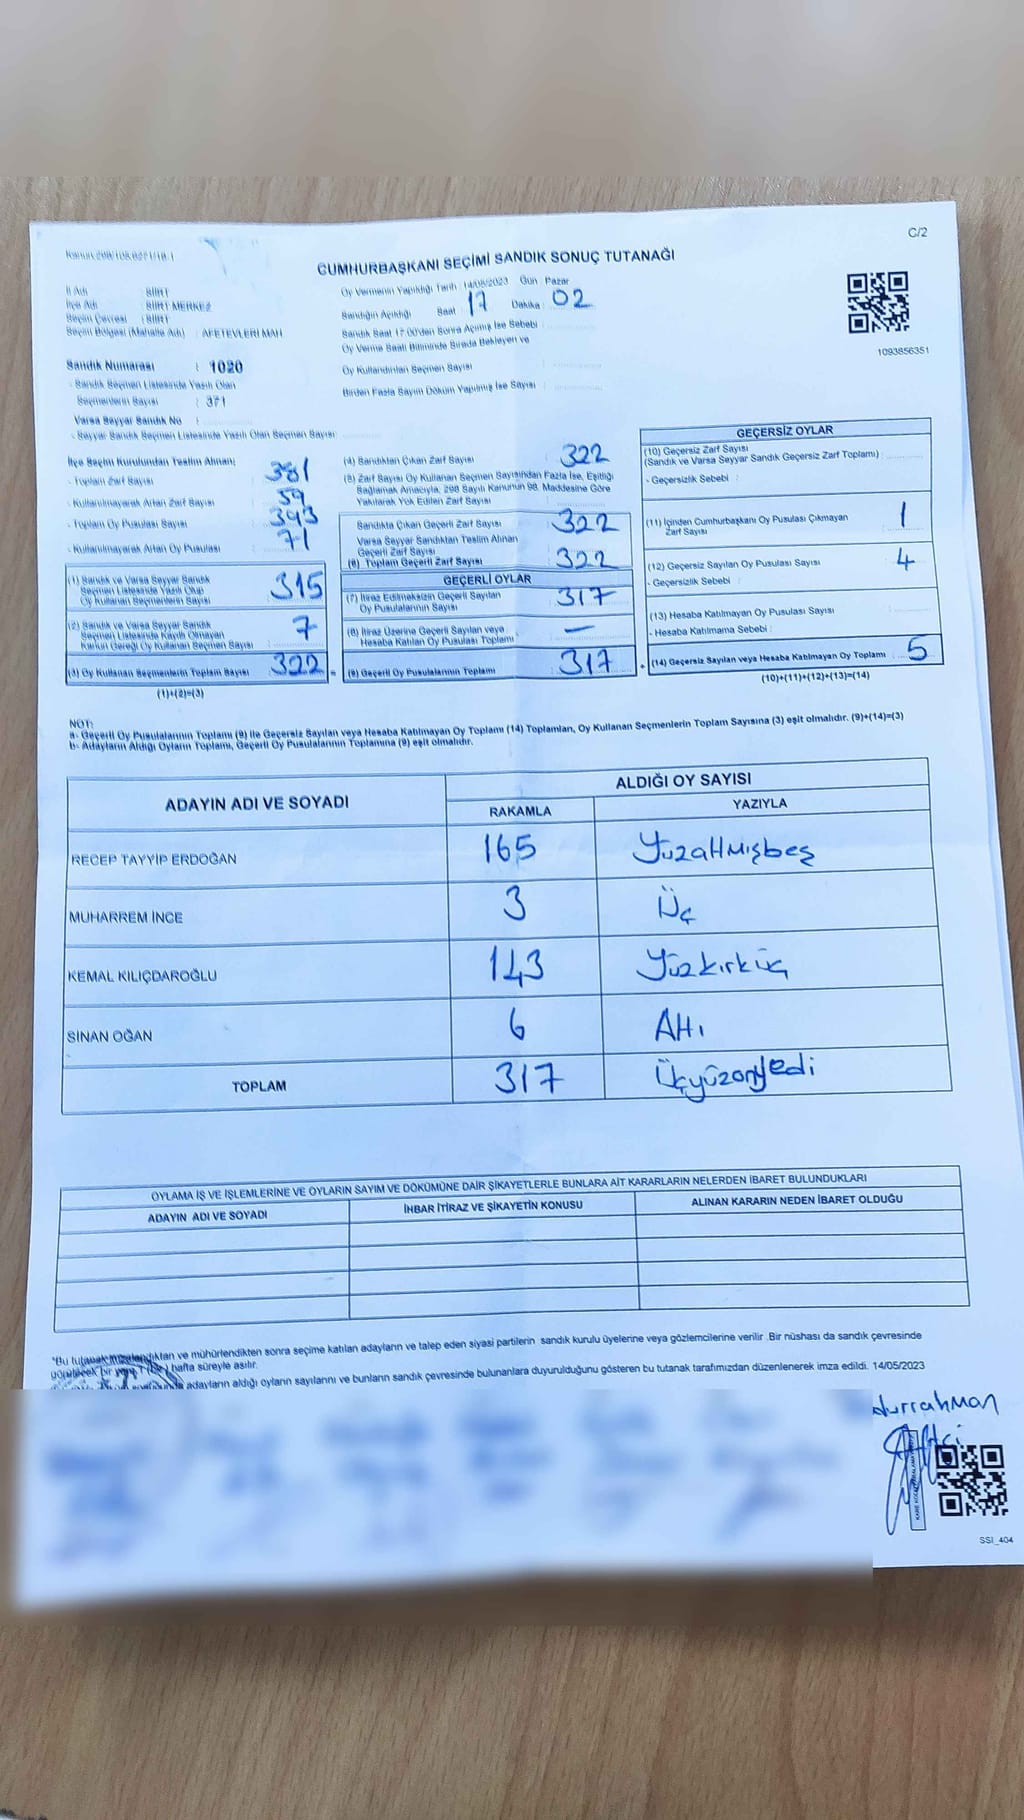 C/2
CUMHURBAŞKANI SEÇİMİ SANDIK SONUÇ TUTANAĞI
İl Adı : SİİRT
İlçe Adı : SİİRT MERKEZ
Seçim Çevresi : SİİRT
Seçim Bölgesi (Mahalle Adı) : AFETEVLERİ MAH
Sandık Numarası : 1020
- Sandık Seçmen Listesinde Yazılı Olan
Seçmenlerin Sayısı : 371
Varsa Seyyar Sandık No :
- Seyyar Sandık Seçmen Listesinde Yazılı Olan Seçmen Sayısı:
Oy Vermenin Yapıldığı Tarih : 14/05/2023 Gün : Pazar
Sandığın Açıldığı Saat : 17 Dakika : 02
Sandık Saat 17:00'den Sonra Açılmış İse Sebebi :
Oy Verme Saati Bitiminde Sırada Bekleyen ve
Oy Kullandırılan Seçmen Sayısı :
Birden Fazla Sayım Döküm Yapılmış İse Sayısı :
1093856351
İlçe Seçim Kurulundan Teslim Alınan;
- Toplam Zarf Sayısı : 381
- Kullanılmayarak Artan Zarf Sayısı : 59
- Toplam Oy Pusulası Sayısı : 393
- Kullanılmayarak Artan Oy Pusulası : 71
(1) Sandık ve Varsa Seyyar Sandık
Seçmen Listesinde Yazılı Olup
Oy Kullanan Seçmenlerin Sayısı : 315
(2) Sandık ve Varsa Seyyar Sandık
Seçmen Listesinde Kayıtlı Olmayan
Kanun Gereği Oy Kullanan Seçmen Sayısı : 7
(3) Oy Kullanan Seçmenlerin Toplam Sayısı : 322
(1)+(2)=(3)
(4) Sandıktan Çıkan Zarf Sayısı : 322
(5) Zarf Sayısı Oy Kullanan Seçmen Sayısından Fazla İse, Eşitliği
Sağlamak Amacıyla, 298 Sayılı Kanunun 98. Maddesine Göre
Yakılarak Yok Edilen Zarf Sayısı :
Sandıkta Çıkan Geçerli Zarf Sayısı : 322
Varsa Seyyar Sandıktan Teslim Alınan
Geçerli Zarf Sayısı :
(6) Toplam Geçerli Zarf Sayısı : 322
GEÇERLİ OYLAR
(7) İtiraz Edilmeksizin Geçerli Sayılan
Oy Pusulalarının Sayısı : 317
(8) İtiraz Üzerine Geçerli Sayılan veya
Hesaba Katılan Oy Pusulası Toplamı : —
(9) Geçerli Oy Pusulalarının Toplamı : 317
GEÇERSİZ OYLAR
(10) Geçersiz Zarf Sayısı
(Sandık ve Varsa Seyyar Sandık Geçersiz Zarf Toplamı) :
- Geçersizlik Sebebi :
(11) İçinden Cumhurbaşkanı Oy Pusulası Çıkmayan
Zarf Sayısı : 1
(12) Geçersiz Sayılan Oy Pusulası Sayısı : 4
- Geçersizlik Sebebi :
(13) Hesaba Katılmayan Oy Pusulası Sayısı :
- Hesaba Katılmama Sebebi :
(14) Geçersiz Sayılan veya Hesaba Katılmayan Oy Toplamı : 5
(10)+(11)+(12)+(13)=(14)
NOT:
a- Geçerli Oy Pusulalarının Toplamı (9) ile Geçersiz Sayılan veya Hesaba Katılmayan Oy Toplamı (14) Toplamları, Oy Kullanan Seçmenlerin Toplam Sayısına (3) eşit olmalıdır. (9)+(14)=(3)
b- Adayların Aldığı Oyların Toplamı, Geçerli Oy Pusulalarının Toplamına (9) eşit olmalıdır.
ADAYIN ADI VE SOYADI ALDIĞI OY SAYISI
RAKAMLA YAZIYLA
RECEP TAYYİP ERDOĞAN 165 Yüzaltmışbeş
MUHARREM İNCE 3 Üç
KEMAL KILIÇDAROĞLU 143 Yüzkırküç
SİNAN OĞAN 6 Altı
TOPLAM 317 Üçyüzonyedi
OYLAMA İŞ VE İŞLEMLERİNE VE OYLARIN SAYIM VE DÖKÜMÜNE DAİR ŞİKAYETLERLE BUNLARA AİT KARARLARIN NELERDEN İBARET BULUNDUKLARI
ADAYIN ADI VE SOYADI İHBAR İTİRAZ VE ŞİKAYETİN KONUSU ALINAN KARARIN NEDEN İBARET OLDUĞU
*Bu tutanak imzalandıktan ve mühürlendikten sonra seçime katılan adayların ve talep eden siyasi partilerin sandık kurulu üyelerine veya gözlemcilerine verilir .Bir nüshası da sandık çevresinde
görülecek bir yere 1 (bir) hafta süreyle asılır.
adayların aldığı oyların sayılarını ve bunların sandık çevresinde bulunanlara duyurulduğunu gösteren bu tutanak tarafımızdan düzenlenerek imza edildi. 14/05/2023
durrahman
SSI_404